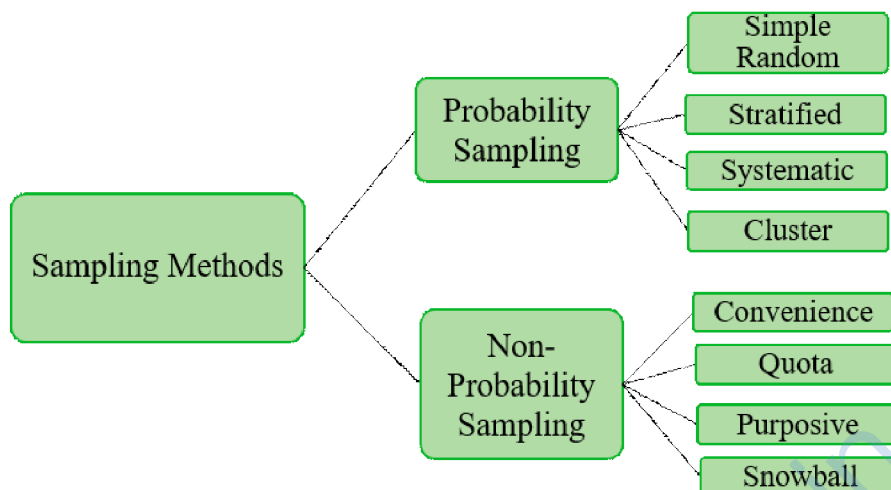 Sampling Methods
Probability
Sampling
Simple
Random
Stratified
Systematic
Cluster
Non-
Probability
Sampling
Convenience
Quota
Purposive
Snowball